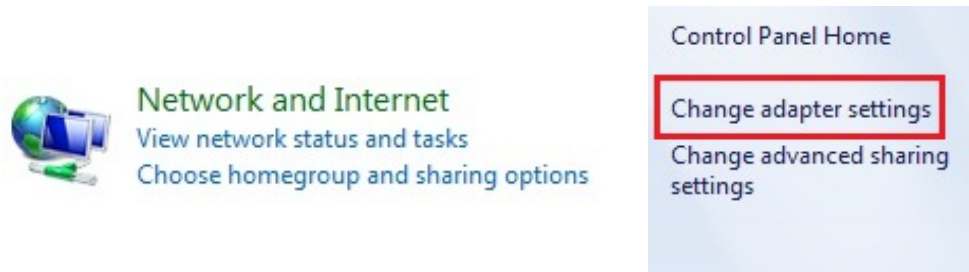 Network and Internet
View network status and tasks
Choose homegroup and sharing options
Control Panel Home
Change adapter settings
Change advanced sharing
settings